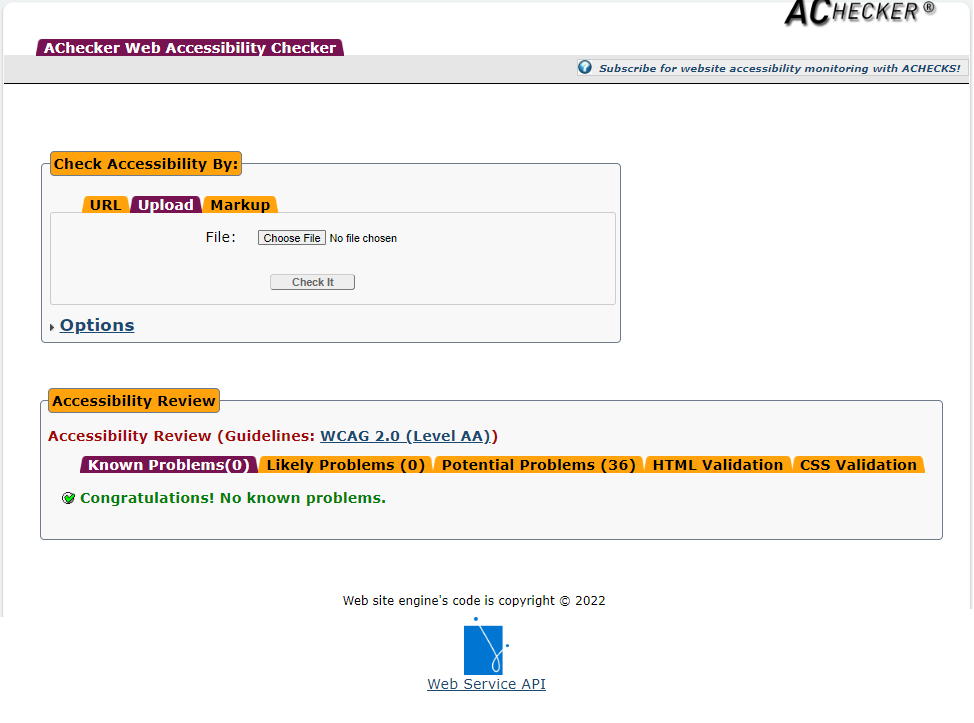 ACHECKER ®
AChecker Web Accessibility Checker
Subscribe for website accessibility monitoring with ACHECKS!
Check Accessibility By:
URL Upload Markup
File: Choose File No file chosen
Check It
Options
Accessibility Review
Accessibility Review (Guidelines: WCAG 2.0 (Level AA))
Known Problems(0) Likely Problems (0) Potential Problems (36) HTML Validation CSS Validation
Congratulations! No known problems.
Web site engine's code is copyright © 2022
Web Service API